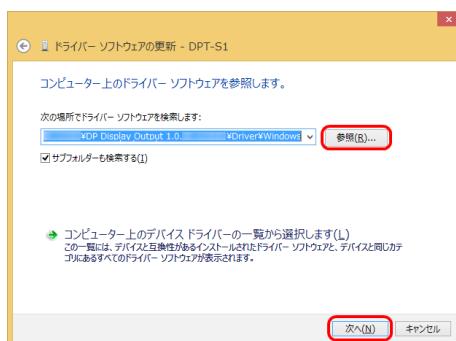 ドライバー ソフトウェアの更新 - DPT-S1
コンピューター上のドライバー ソフトウェアを参照します。
次の場所でドライバー ソフトウェアを検索します:
¥DP Display Output 1.0. ¥Driver¥Windows
参照(R)...
サブフォルダーも検索する(I)
コンピューター上のデバイス ドライバーの一覧から選択します(L)
この一覧には、デバイスと互換性があるインストールされたドライバー ソフトウェアと、デバイスと同じカテ
ゴリにあるすべてのドライバー ソフトウェアが表示されます。
次へ(N)
キャンセル